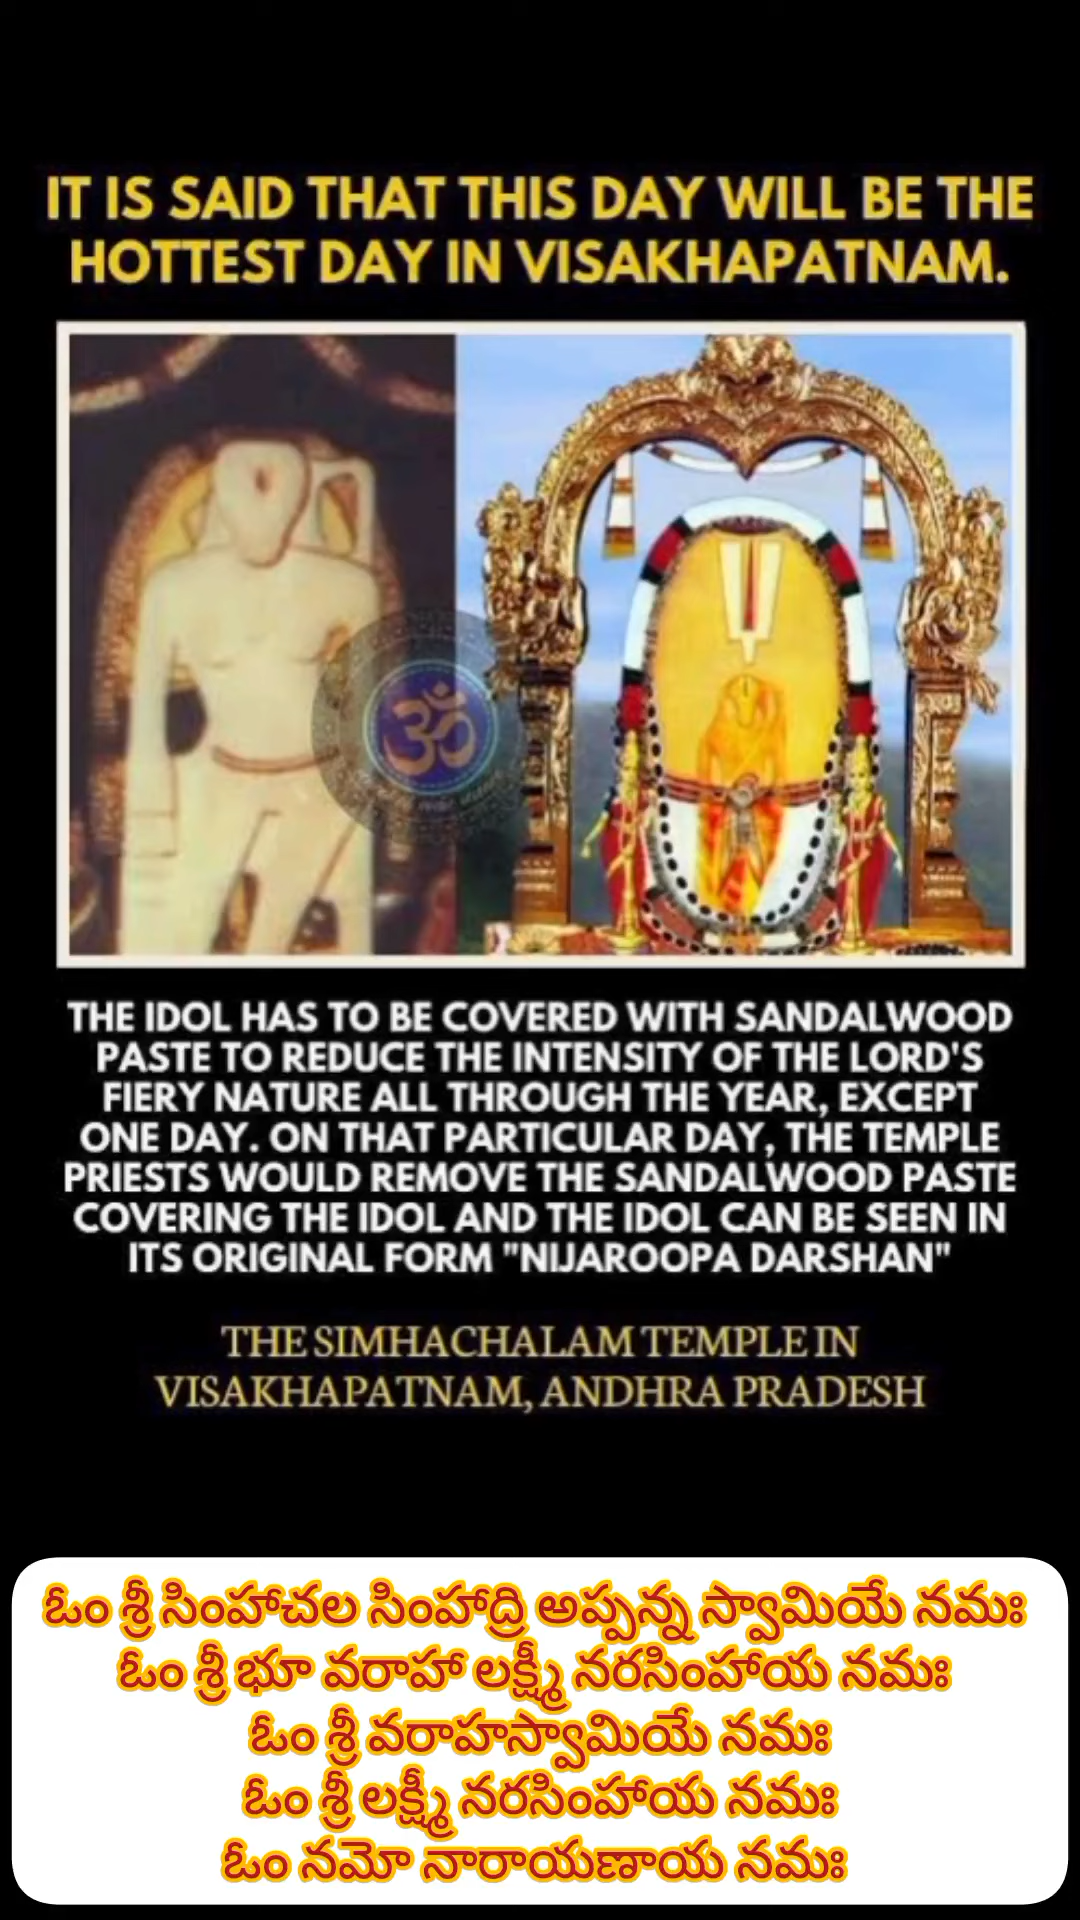 IT IS SAID THAT THIS DAY WILL BE THE
HOTTEST DAY IN VISAKHAPATNAM.
ॐ
THE IDOL HAS TO BE COVERED WITH SANDALWOOD
PASTE TO REDUCE THE INTENSITY OF THE LORD'S
FIERY NATURE ALL THROUGH THE YEAR, EXCEPT
ONE DAY. ON THAT PARTICULAR DAY, THE TEMPLE
PRIESTS WOULD REMOVE THE SANDALWOOD PASTE
COVERING THE IDOL AND THE IDOL CAN BE SEEN IN
ITS ORIGINAL FORM "NIJAROOPA DARSHAN"
THE SIMHACHALAM TEMPLE IN
VISAKHAPATNAM, ANDHRA PRADESH
ఓం శ్రీ సింహాచల సింహాద్రి అప్పన్న స్వామియే నమః
ఓం శ్రీ భూ వరాహా లక్ష్మీ నరసింహాయ నమః
ఓం శ్రీ వరాహస్వామియే నమః
ఓం శ్రీ లక్ష్మీ నరసింహాయ నమః
ఓం నమో నారాయణాయ నమః